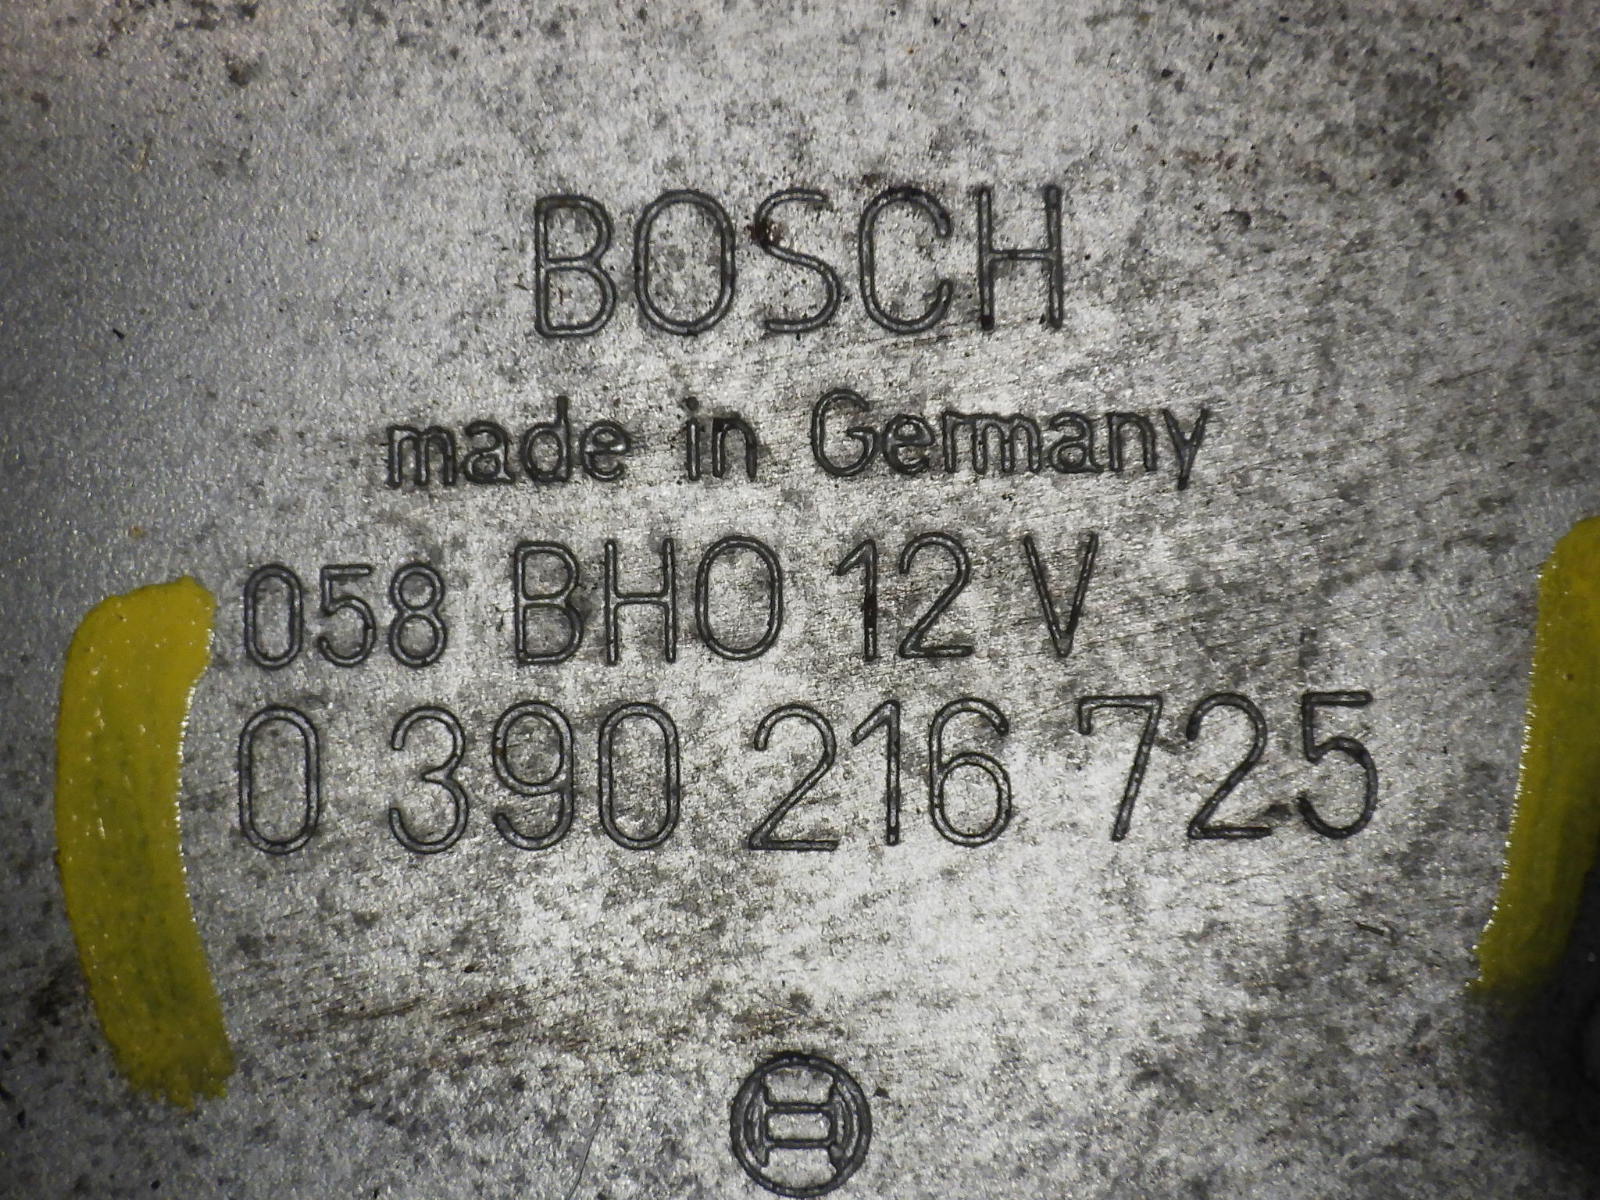 BOSCH
made in Germany
058 BHO 12 V
0 390 216 725